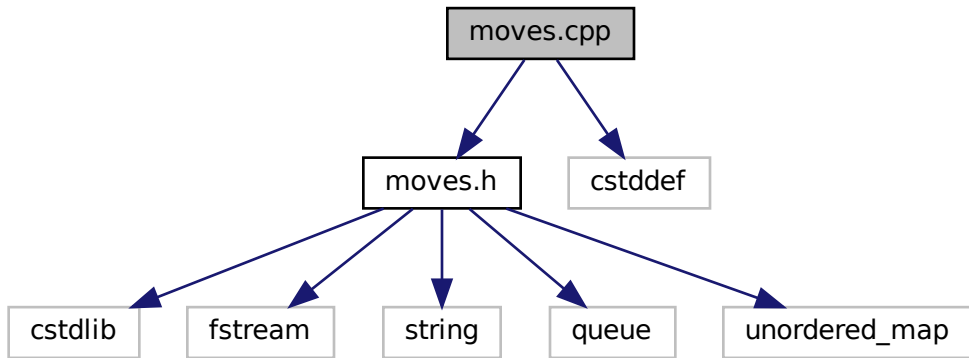 moves.cpp
moves.h
cstddef
cstdlib
fstream
string
queue
unordered_map